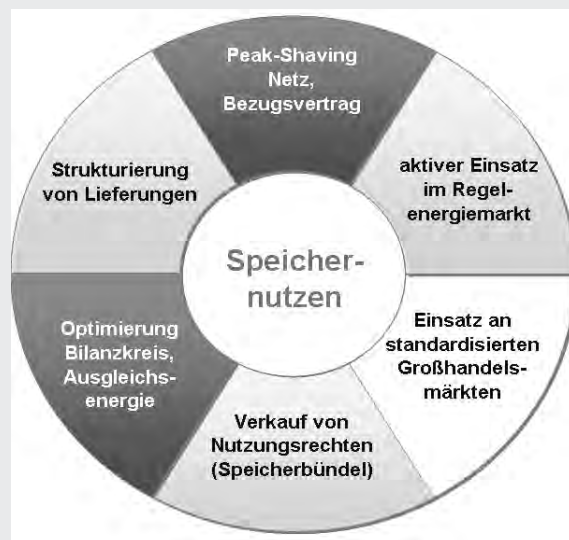 Peak-Shaving
Netz,
Bezugsvertrag
aktiver Einsatz
im Regel-
energiemarkt
Einsatz an
standardisierten
Großhandels-
märkten
Verkauf von
Nutzungsrechten
(Speicherbündel)
Optimierung
Bilanzkreis,
Ausgleichs-
energie
Strukturierung
von Lieferungen
Speicher-
nutzen